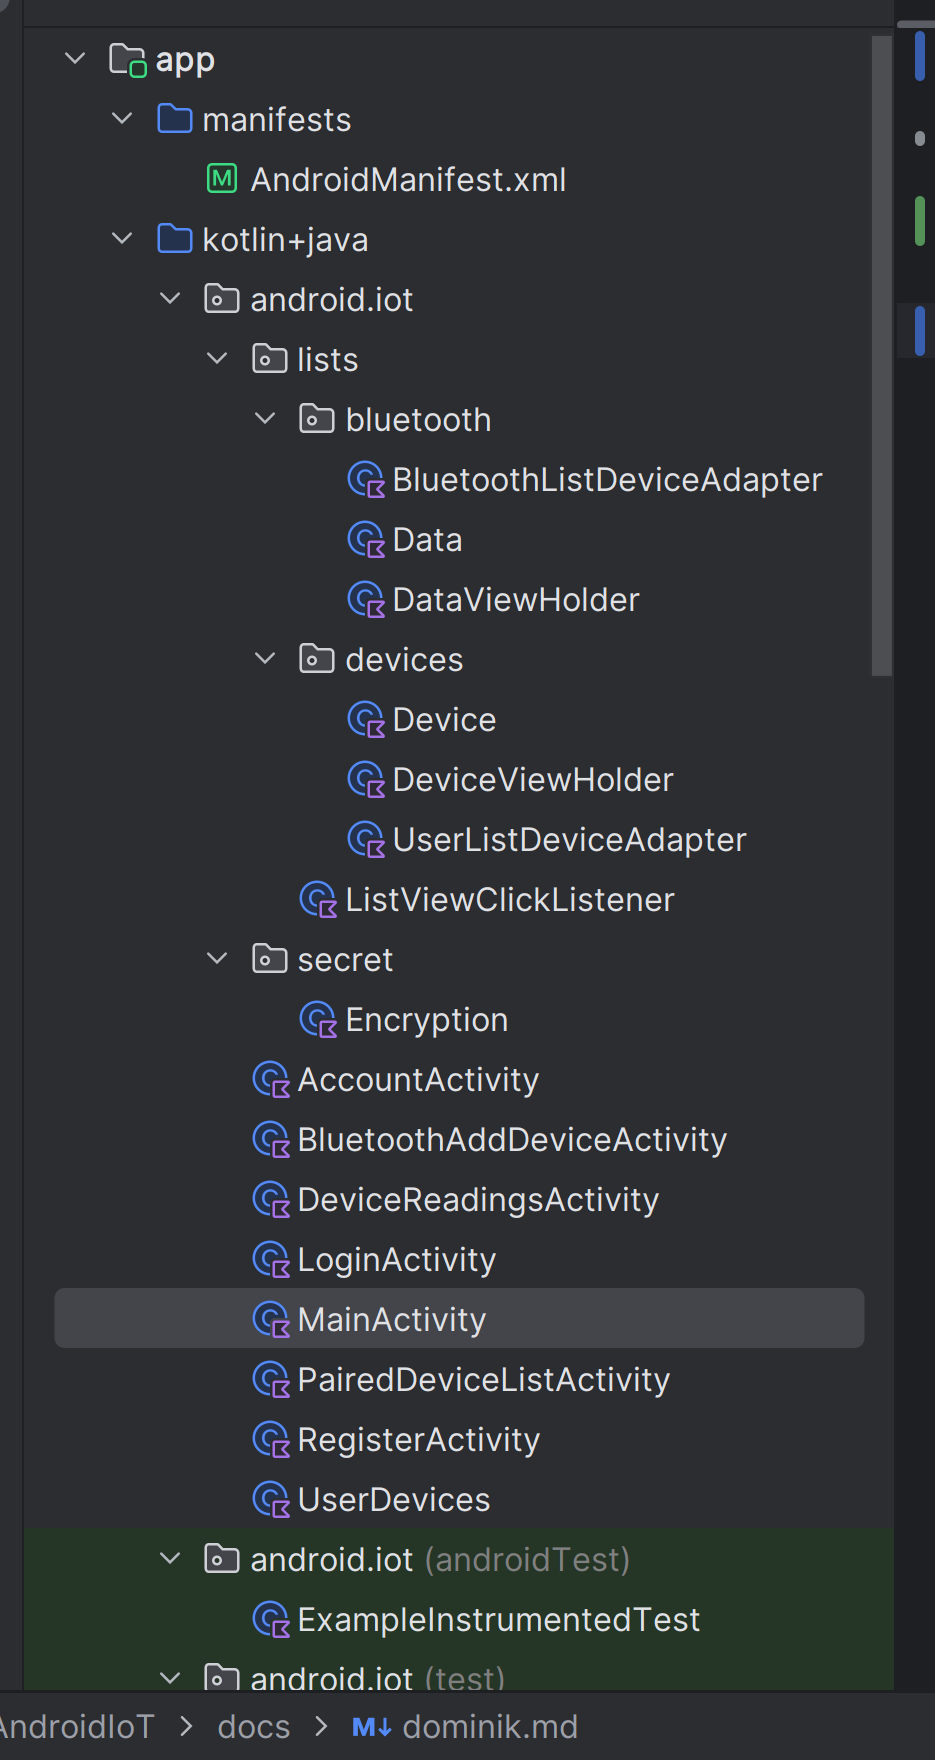 app
manifests
M AndroidManifest.xml
kotlin+java
android.iot
lists
bluetooth
BluetoothListDeviceAdapter
Data
DataViewHolder
devices
Device
DeviceViewHolder
UserListDeviceAdapter
ListViewClickListener
secret
Encryption
AccountActivity
BluetoothAddDeviceActivity
DeviceReadingsActivity
LoginActivity
MainActivity
PairedDeviceListActivity
RegisterActivity
UserDevices
android.iot (androidTest)
ExampleInstrumentedTest
android.iot (test)
AndroidIoT > docs > M↓ dominik.md